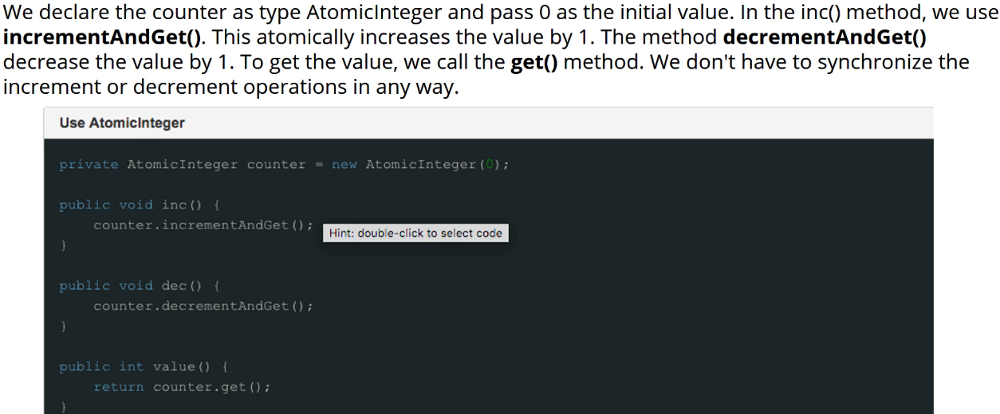 We declare the counter as type AtomicInteger and pass 0 as the initial value. In the inc() method, we use
incrementAndGet(). This atomically increases the value by 1. The method decrementAndGet()
decrease the value by 1. To get the value, we call the get() method. We don't have to synchronize the
increment or decrement operations in any way.
Use AtomicInteger
private AtomicInteger counter = new AtomicInteger(0);
public void inc() {
counter.incrementAndGet();
Hint: double-click to select code
}
public void dec() {
counter.decrementAndGet();
}
public int value() {
return counter.get();
}